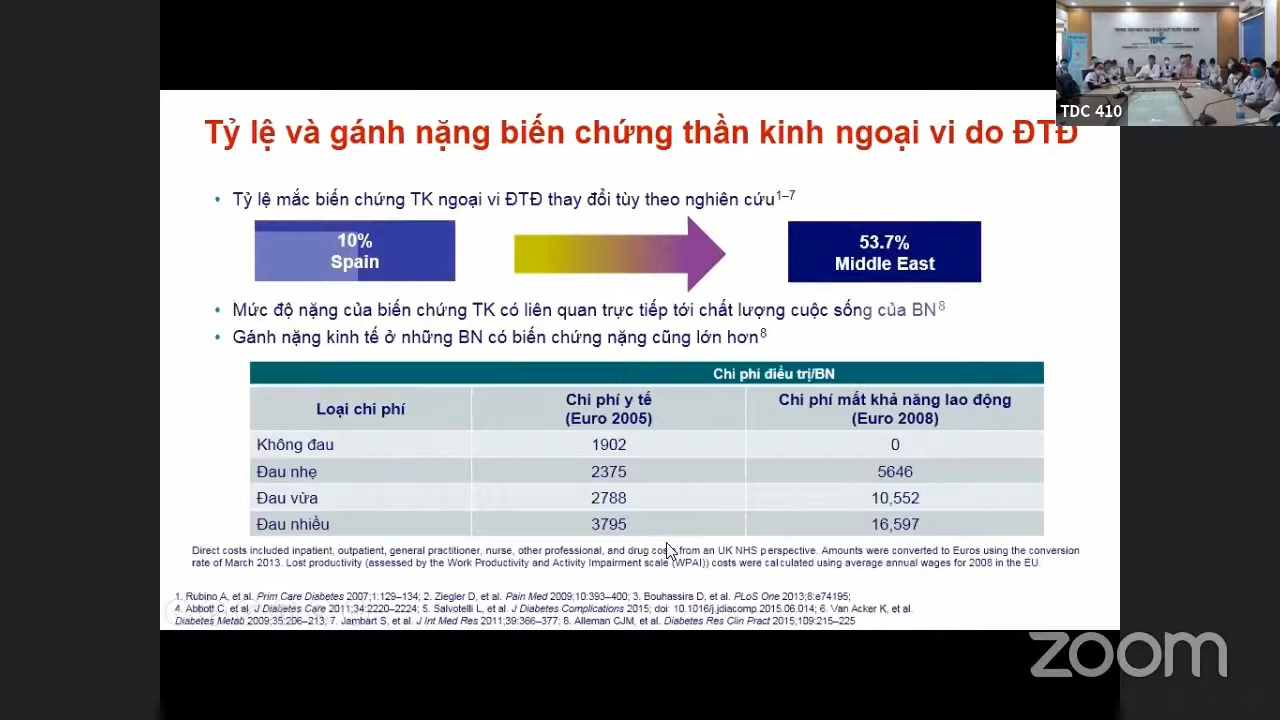 TDC 410
Tỷ lệ và gánh nặng biến chứng thần kinh ngoại vi do ĐTĐ
• Tỷ lệ mắc biến chứng TK ngoại vi ĐTĐ thay đổi tùy theo nghiên cứu1–7
10%
Spain
53.7%
Middle East
• Mức độ nặng của biến chứng TK có liên quan trực tiếp tới chất lượng cuộc sống của BN8
• Gánh nặng kinh tế ở những BN có biến chứng nặng cũng lớn hơn8
Chi phí điều trị/BN
Loại chi phí
Chi phí y tế
(Euro 2005)
Chi phí mất khả năng lao động
(Euro 2008)
Không đau 1902 0
Đau nhẹ 2375 5646
Đau vừa 2788 10,552
Đau nhiều 3795 16,597
Direct costs included inpatient, outpatient, general practitioner, nurse, other professional, and drug from an UK NHS perspective. Amounts were converted to Euros using the conversion
rate of March 2013. Lost productivity (assessed by the Work Productivity and Activity Impairment scale (WPAI)) costs were calculated using average annual wages for 2008 in the EU.
1. Rubino A, et al. Prim Care Diabetes 2007;1:129–134; 2. Ziegler D, et al. Pain Med 2009;10:393–400; 3. Bouhassira D, et al. PLoS One 2013;8:e74195;
4. Abbott C, et al. J Diabetes Care 2011;34:2220–2224; 5. Salvotelli L, et al. J Diabetes Complications 2015; doi: 10.1016/j.jdiacomp.2015.06.014; 6. Van Acker K, et al.
Diabetes Metab 2009;35:206–213; 7. Jambart S, et al. J Int Med Res 2011;39:366–377; 8. Alleman CJM, et al. Diabetes Res Clin Pract 2015;109:215–225
zoom